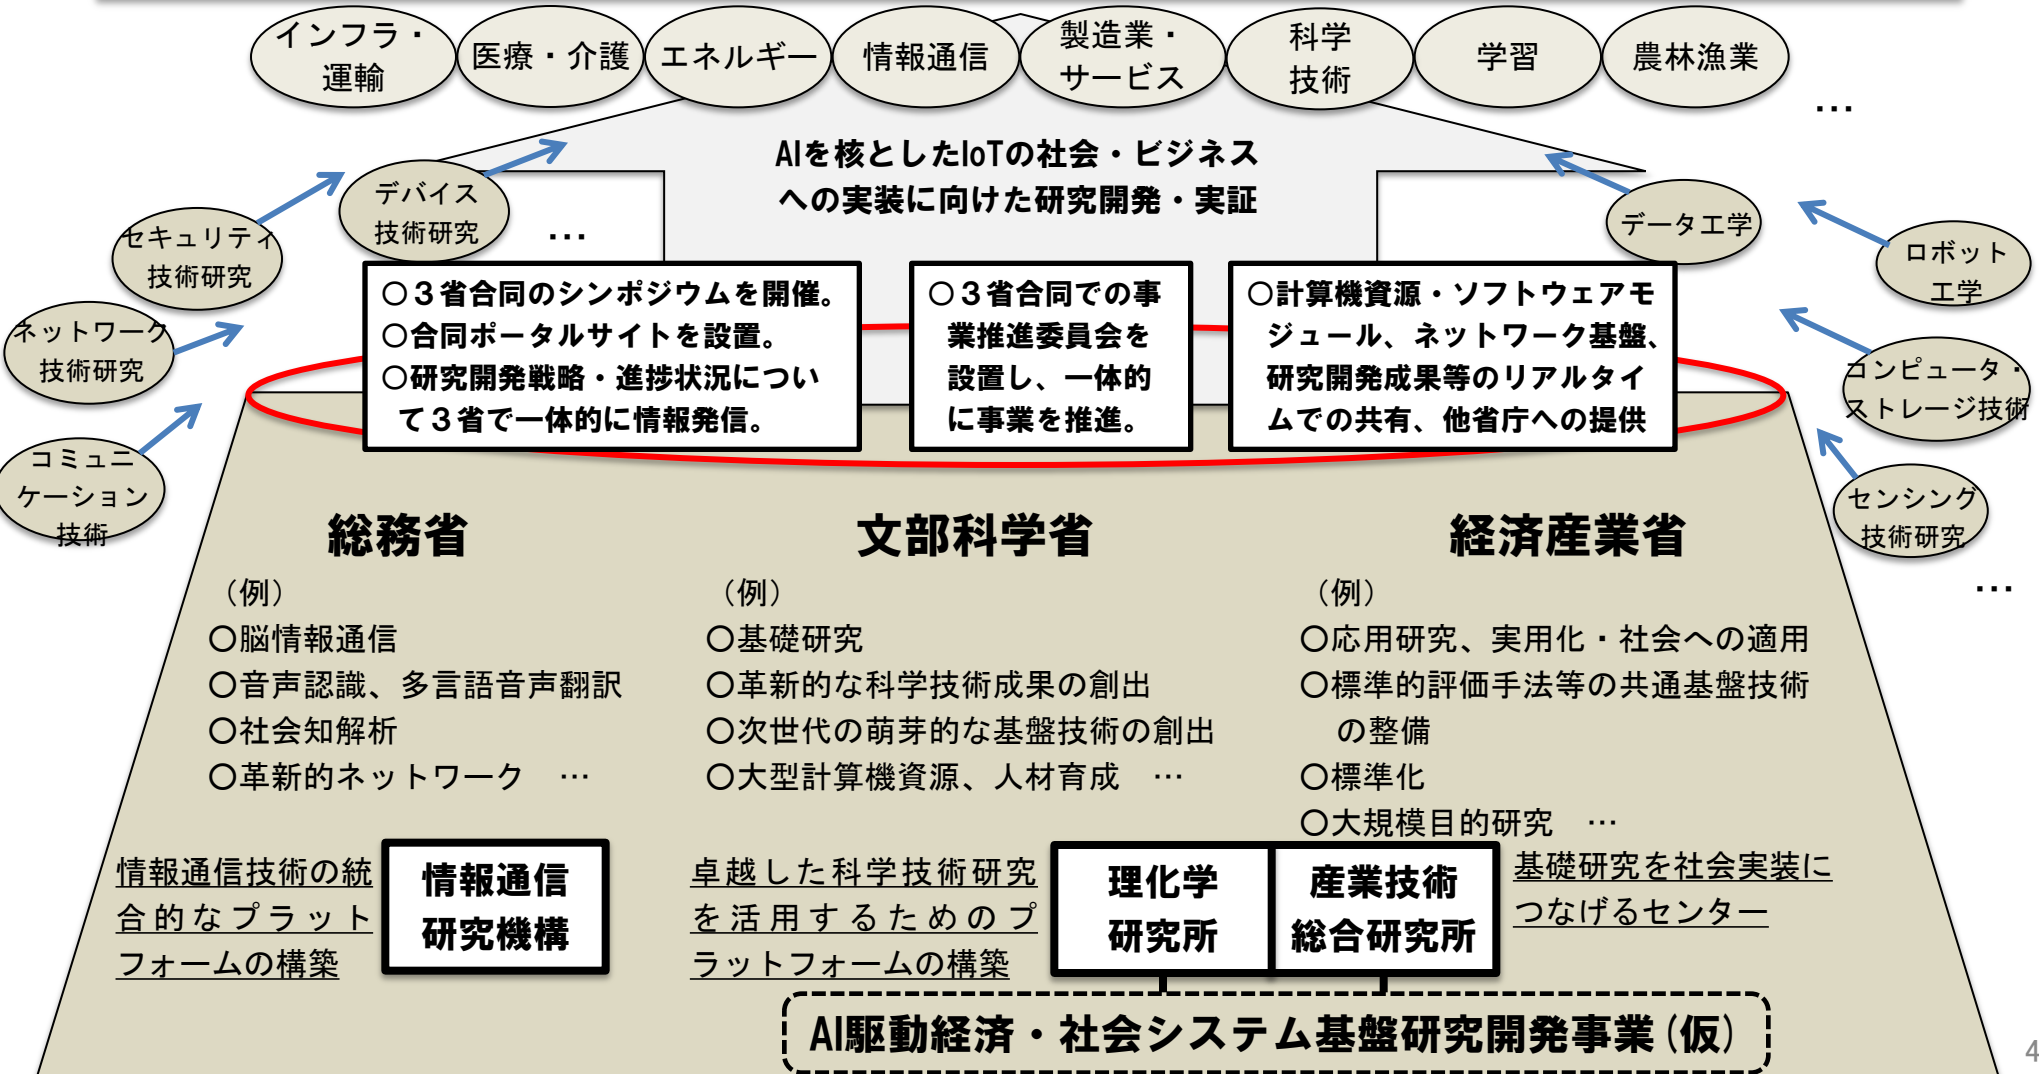 インフラ・
運輸
医療・介護
エネルギー
情報通信
製造業・
サービス
科学
技術
学習
農林漁業
…
AIを核としたIoTの社会・ビジネス
への実装に向けた研究開発・実証
デバイス
技術研究
…
セキュリティ
技術研究
ネットワーク
技術研究
コミュニ
ケーション
技術
データ工学
ロボット
工学
コンピュータ・
ストレージ技術
センシング
技術研究
…
〇３省合同のシンポジウムを開催。
〇合同ポータルサイトを設置。
〇研究開発戦略・進捗状況につい
て３省で一体的に情報発信。
〇３省合同での事
業推進委員会を
設置し、一体的
に事業を推進。
〇計算機資源・ソフトウェアモ
ジュール、ネットワーク基盤、
研究開発成果等のリアルタイ
ムでの共有、他省庁への提供
総務省
（例）
〇脳情報通信
〇音声認識、多言語音声翻訳
〇社会知解析
〇革新的ネットワーク　…
文部科学省
（例）
〇基礎研究
〇革新的な科学技術成果の創出
〇次世代の萌芽的な基盤技術の創出
〇大型計算機資源、人材育成　…
経済産業省
（例）
〇応用研究、実用化・社会への適用
〇標準的評価手法等の共通基盤技術
の整備
〇標準化
〇大規模目的研究　…
情報通信技術の統
合的なプラット
フォームの構築
情報通信
研究機構
卓越した科学技術研究
を活用するためのプ
ラットフォームの構築
理化学
研究所
産業技術
総合研究所
基礎研究を社会実装に
つなげるセンター
AI駆動経済・社会システム基盤研究開発事業(仮)
4